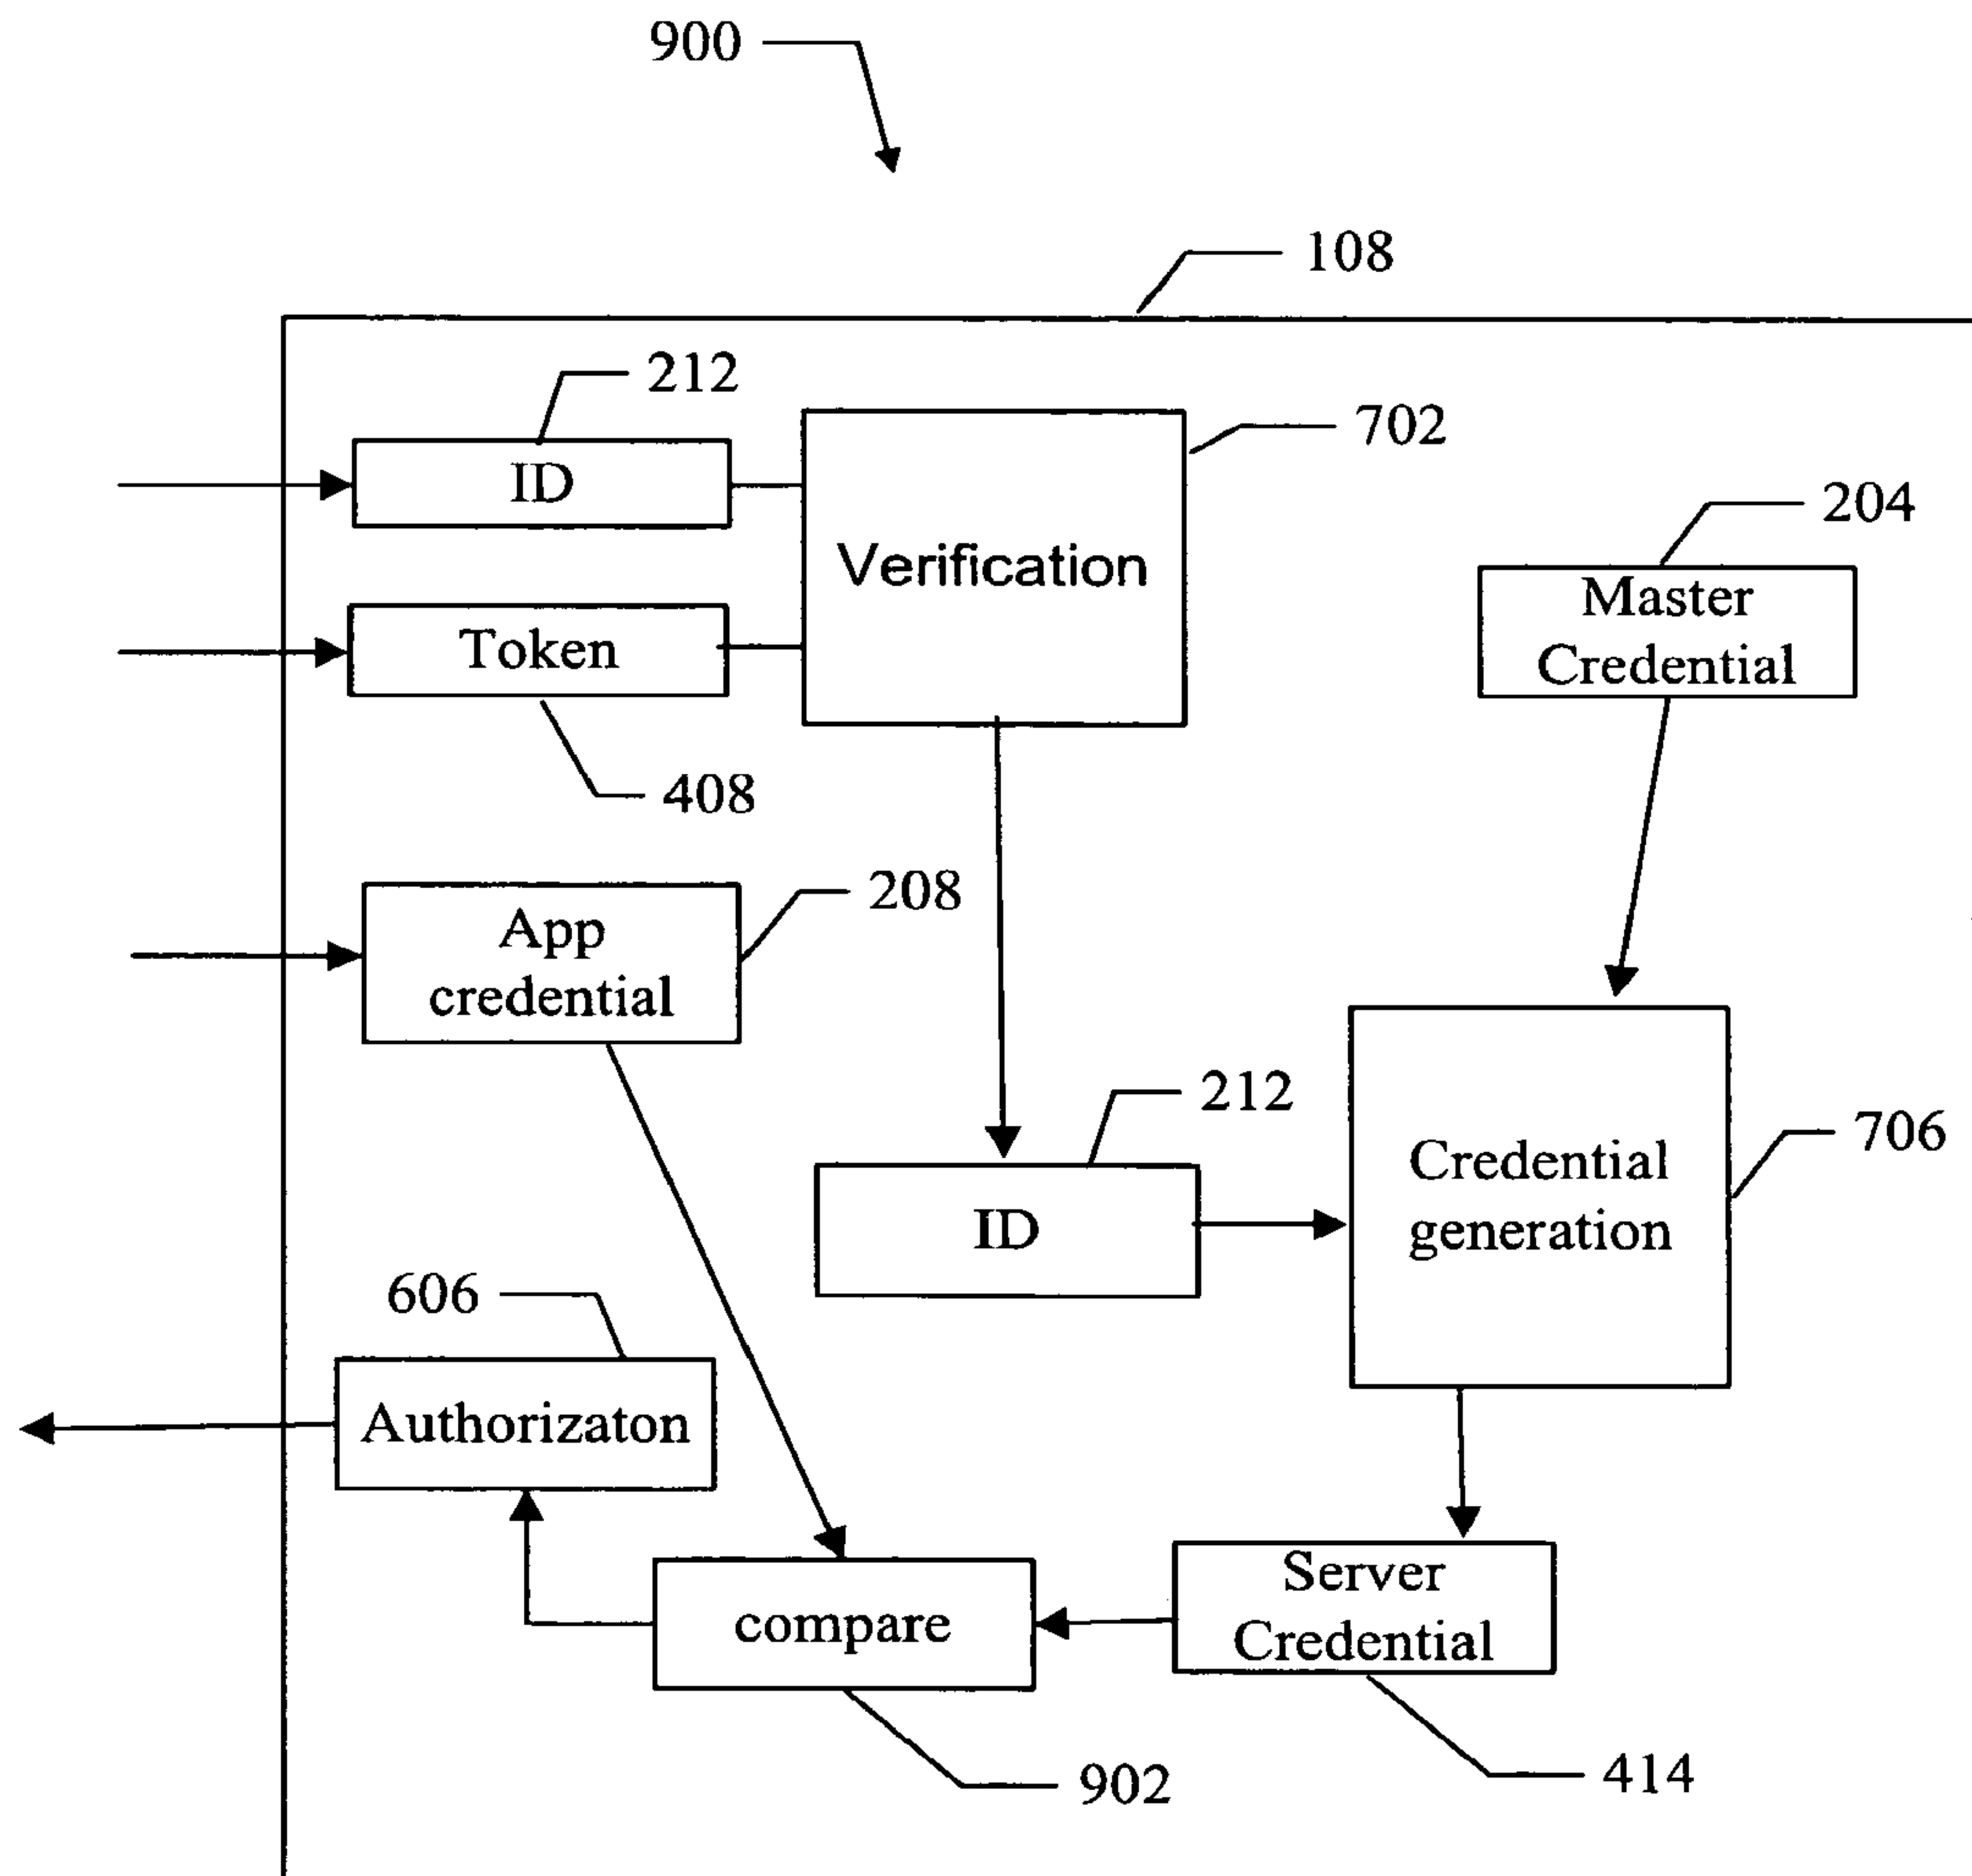 900
108
212
ID
702
Verification
204
Master
Credential
Token
408
208
App
credential
212
ID
706
Credential
generation
606
Authorizaton
compare
Server
Credential
902
414